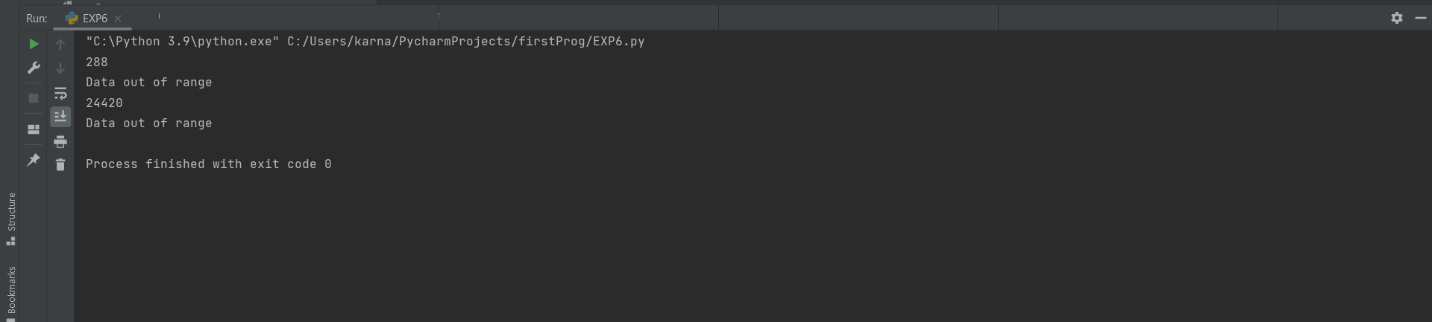 Run: EXP6
"C:\Python 3.9\python.exe" C:/Users/karna/PycharmProjects/firstProg/EXP6.py
288
Data out of range
24420
Data out of range
Process finished with exit code 0
Structure
Bookmarks